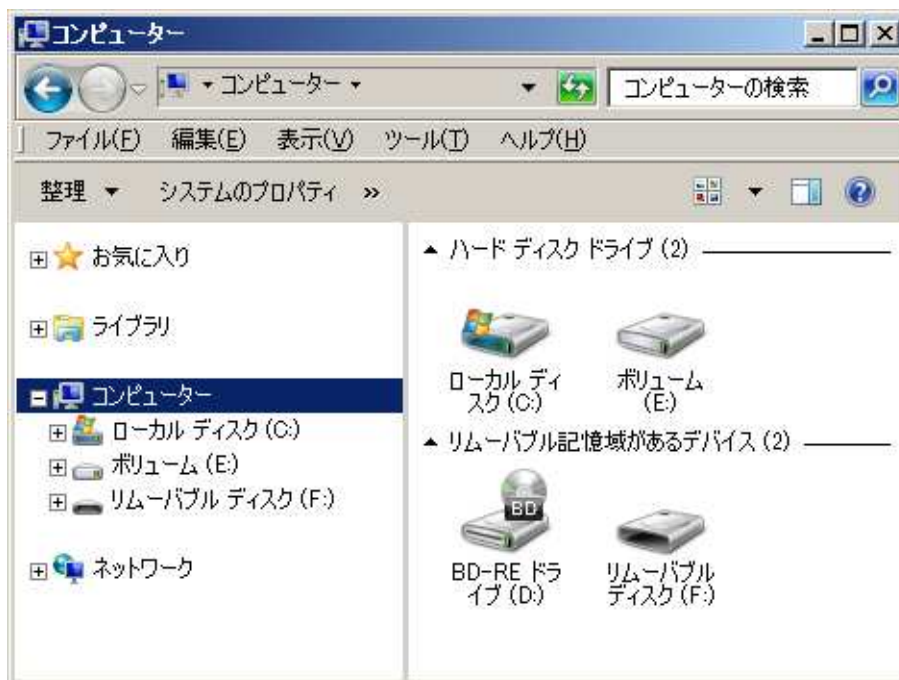 コンピューター
コンピューター
コンピューターの検索
ファイル(F) 編集(E) 表示(V) ツール(T) ヘルプ(H)
整理 システムのプロパティ »
お気に入り
ライブラリ
コンピューター
ローカル ディスク (C:)
ボリューム (E:)
リムーバブル ディスク (F:)
ネットワーク
ハード ディスク ドライブ (2)
ローカル ディ
スク (C:)
ボリューム
(E:)
リムーバブル記憶域があるデバイス (2)
BD
BD-RE ドラ
イブ (D:)
リムーバブル
ディスク (F:)